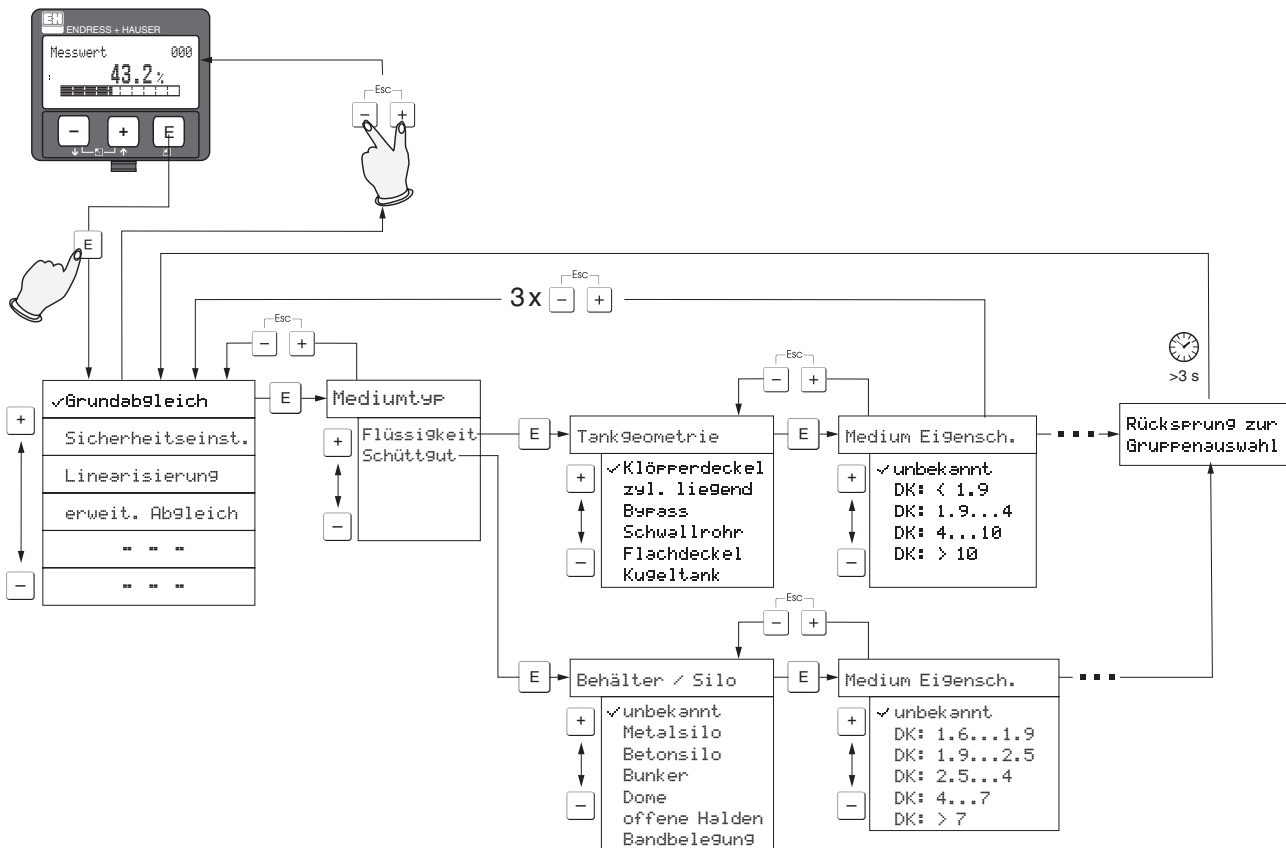 EH
ENDRESS + HAUSER
Messwert 000
43.2 %
- + E
Esc
- +
E
Esc
3x - +
Esc
- +
>3 s
✓Grundabgleich
Sicherheitseinst.
Linearisierung
erweit. Abgleich
-- -- --
-- -- --
+
-
E
Mediumtyp
Flüssigkeit
Schüttgut
+
-
E
Esc
- +
Tankgeometrie
✓Klöpperdeckel
zyl. liegend
Bypass
Schwallrohr
Flachdeckel
Kugeltank
+
-
E
Medium Eigensch.
✓unbekannt
DK: < 1.9
DK: 1.9...4
DK: 4...10
DK: > 10
+
-
Rücksprung zur
Gruppenauswahl
E
Esc
- +
Behälter / Silo
✓unbekannt
Metalsilo
Betonsilo
Bunker
Dome
offene Halden
Bandbelegung
+
-
E
Medium Eigensch.
✓unbekannt
DK: 1.6...1.9
DK: 1.9...2.5
DK: 2.5...4
DK: 4...7
DK: > 7
+
-